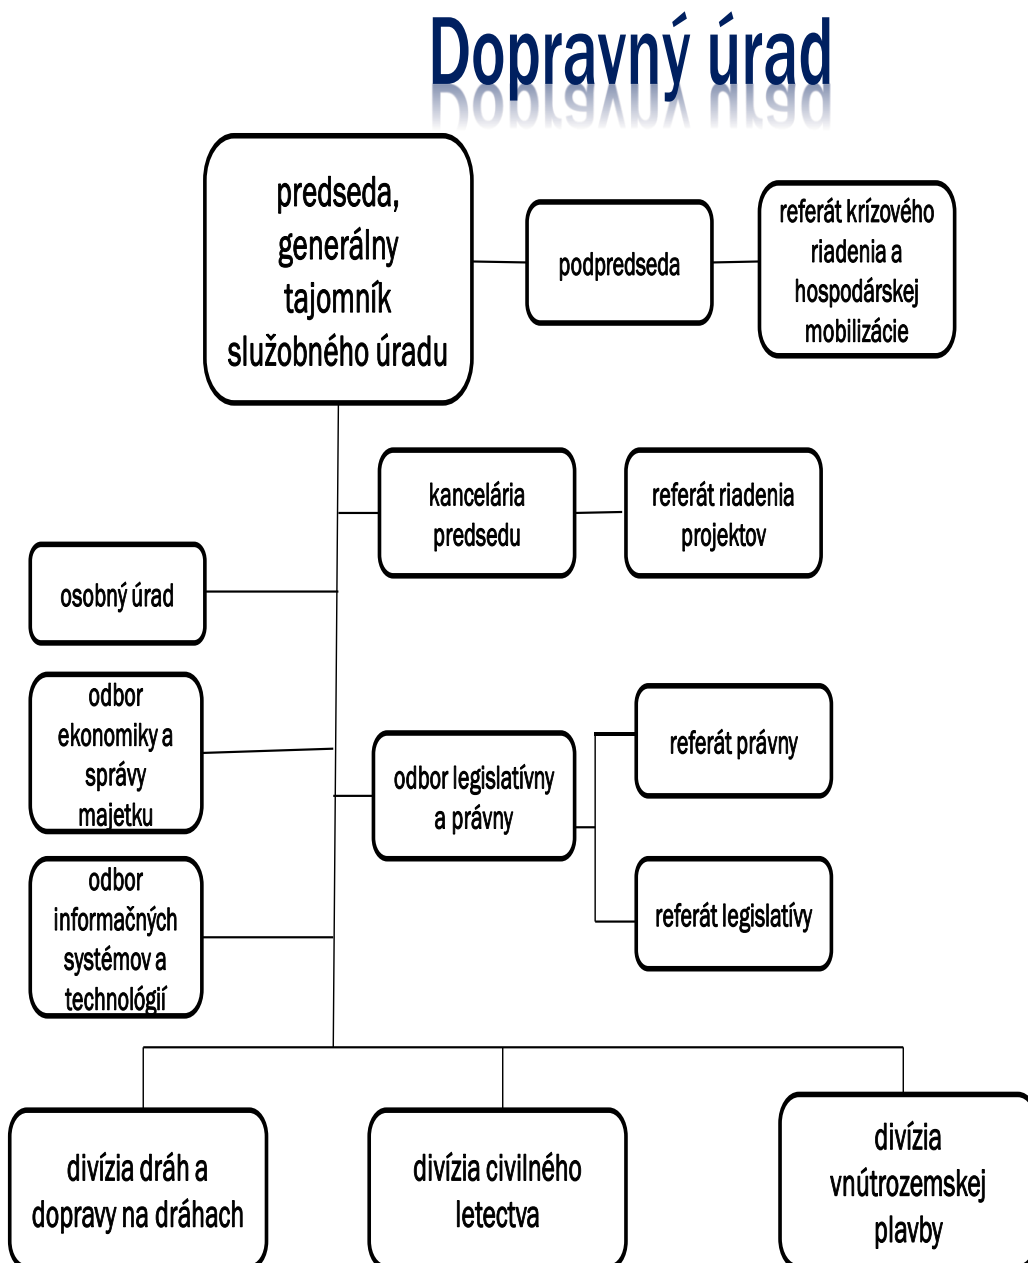 Dopravný úrad
predseda,
generálny
tajomník
služobného úradu
podpredseda
referát krízového
riadenia a
hospodárskej
mobilizácie
kancelária
predsedu
referát riadenia
projektov
osobný úrad
odbor
ekonomiky a
správy
majetku
odbor legislatívny
a právny
referát právny
referát legislatívy
odbor
informačných
systémov a
technológií
divízia dráh a
dopravy na dráhach
divízia civilného
letectva
divízia
vnútrozemskej
plavby